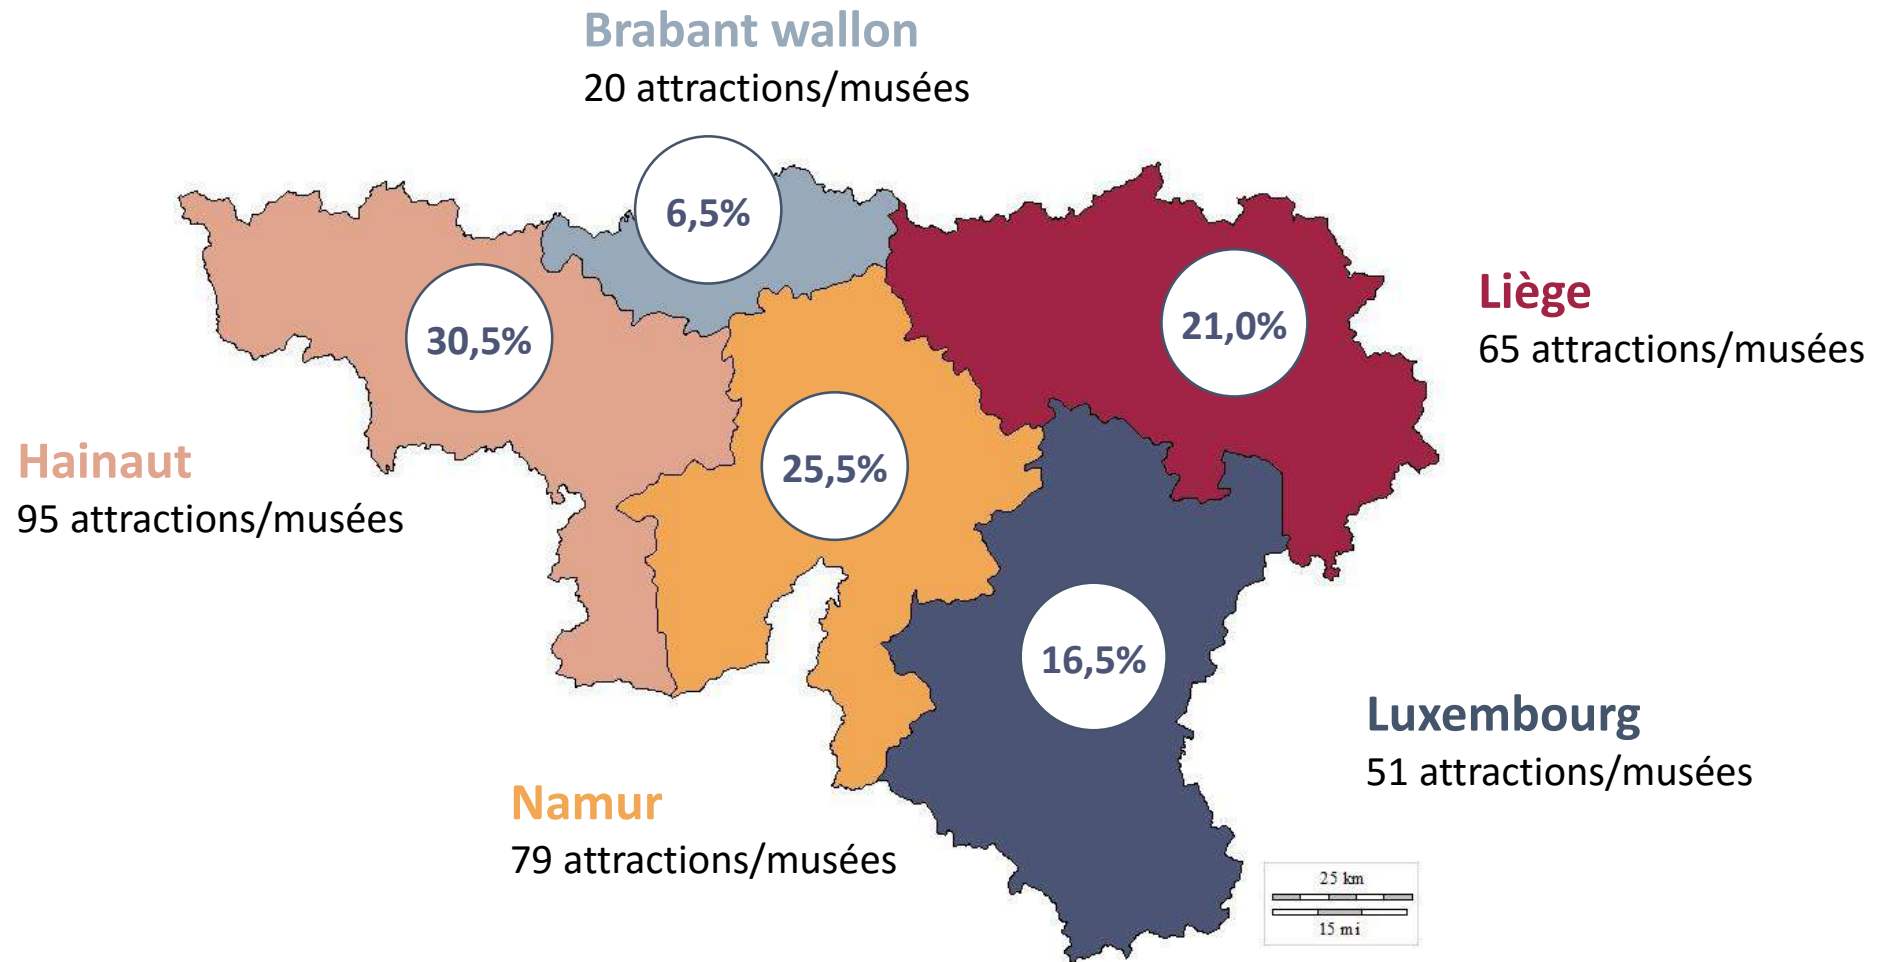 Brabant wallon
20 attractions/musées
6,5%
30,5%
21,0%
Liège
65 attractions/musées
Hainaut
95 attractions/musées
25,5%
16,5%
Luxembourg
51 attractions/musées
Namur
79 attractions/musées
25 km
15 mi